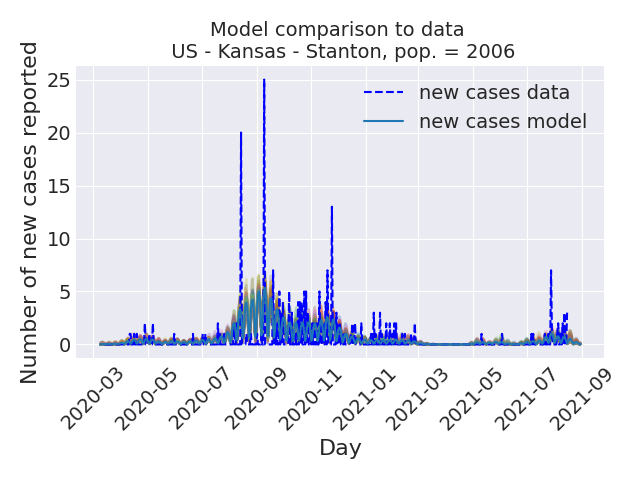 Model comparison to data
US - Kansas - Stanton, pop. = 2006
Number of new cases reported
25
20
15
10
5
0
new cases data
new cases model
2020-03
2020-05
2020-07
2020-09
2020-11
2021-01
2021-03
2021-05
2021-07
2021-09
Day